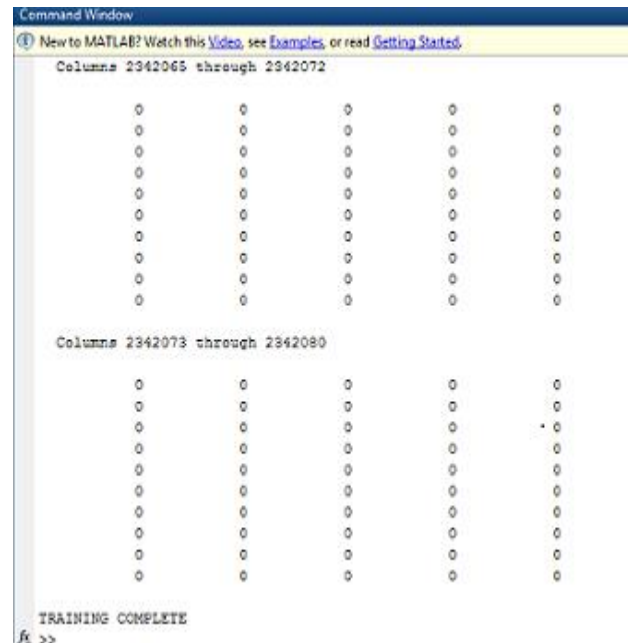 Command Window
New to MATLAB? Watch this Video, see Examples, or read Getting Started.
Columns 2342065 through 2342072
0 0 0 0 0
0 0 0 0 0
0 0 0 0 0
0 0 0 0 0
0 0 0 0 0
0 0 0 0 0
0 0 0 0 0
0 0 0 0 0
0 0 0 0 0
0 0 0 0 0
Columns 2342073 through 2342080
0 0 0 0 0
0 0 0 0 0
0 0 0 0 0
0 0 0 0 0
0 0 0 0 0
0 0 0 0 0
0 0 0 0 0
0 0 0 0 0
0 0 0 0 0
0 0 0 0 0
TRAINING COMPLETE
fx >>